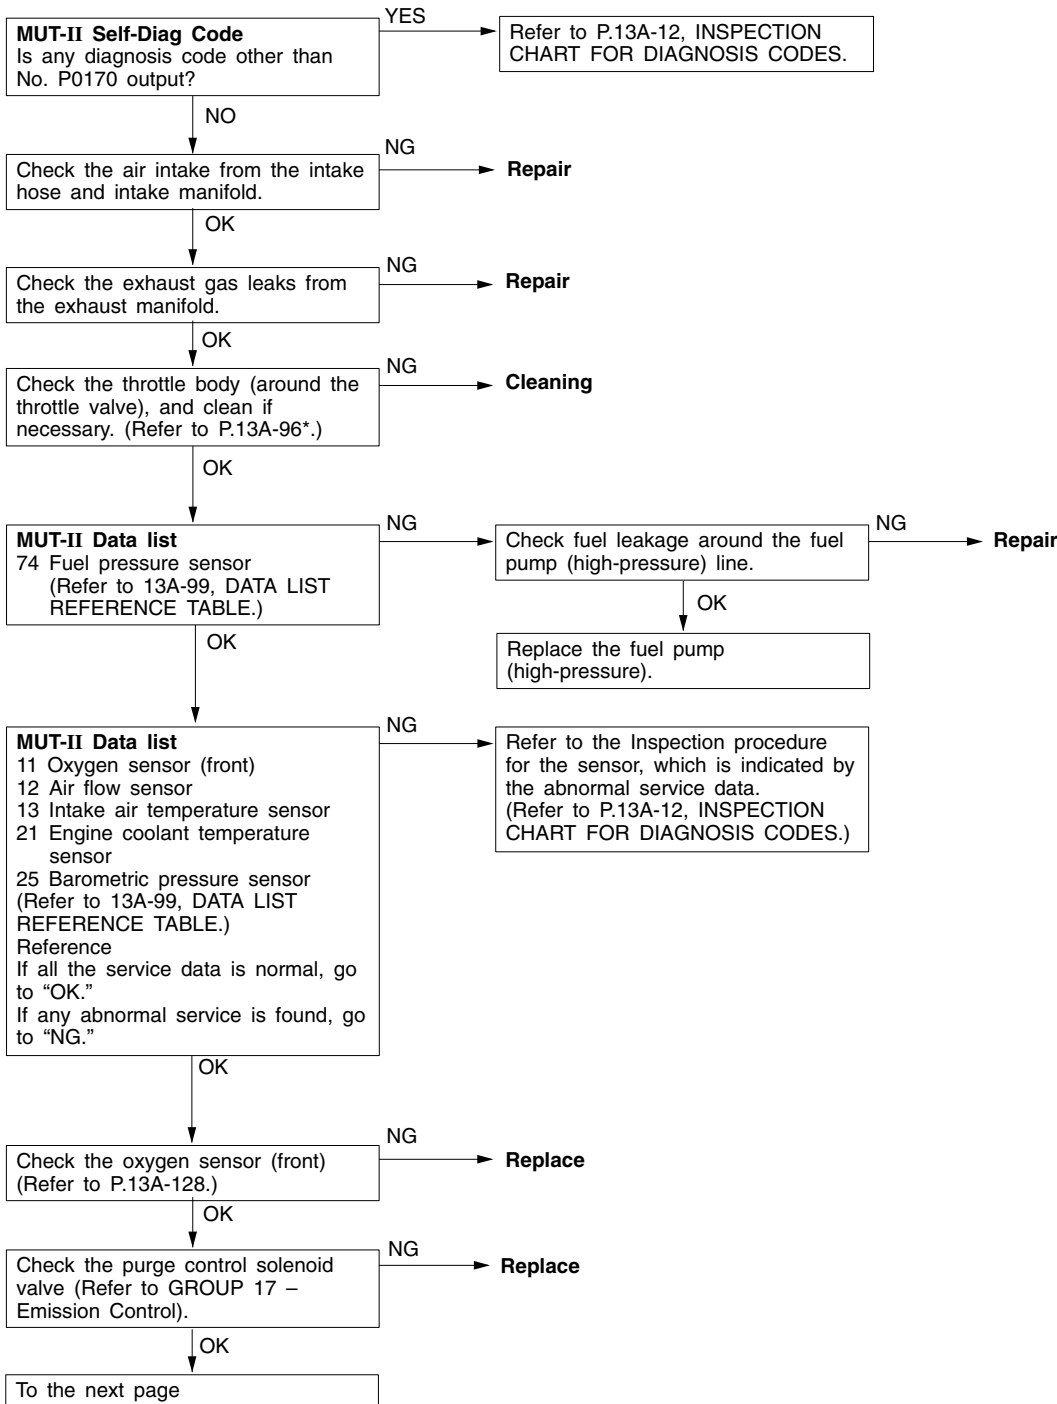 MUT-II Self-Diag Code
Is any diagnosis code other than
No. P0170 output?
YES
Refer to P.13A-12, INSPECTION
CHART FOR DIAGNOSIS CODES.
NO
Check the air intake from the intake
hose and intake manifold.
NG
Repair
OK
Check the exhaust gas leaks from
the exhaust manifold.
NG
Repair
OK
Check the throttle body (around the
throttle valve), and clean if
necessary. (Refer to P.13A-96*.)
NG
Cleaning
OK
MUT-II Data list
74 Fuel pressure sensor
(Refer to 13A-99, DATA LIST
REFERENCE TABLE.)
NG
Check fuel leakage around the fuel
pump (high-pressure) line.
NG
Repair
OK
Replace the fuel pump
(high-pressure).
OK
MUT-II Data list
11 Oxygen sensor (front)
12 Air flow sensor
13 Intake air temperature sensor
21 Engine coolant temperature
sensor
25 Barometric pressure sensor
(Refer to 13A-99, DATA LIST
REFERENCE TABLE.)
Reference
If all the service data is normal, go
to “OK.”
If any abnormal service is found, go
to “NG.”
NG
Refer to the Inspection procedure
for the sensor, which is indicated by
the abnormal service data.
(Refer to P.13A-12, INSPECTION
CHART FOR DIAGNOSIS CODES.)
OK
Check the oxygen sensor (front)
(Refer to P.13A-128.)
NG
Replace
OK
Check the purge control solenoid
valve (Refer to GROUP 17 –
Emission Control).
NG
Replace
OK
To the next page